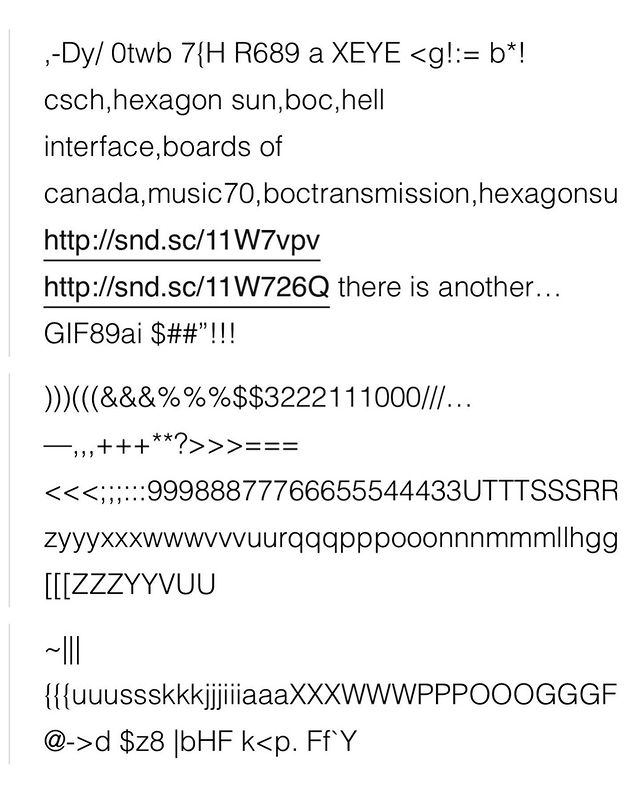 ,-Dy/ 0twb 7{H R689 a XEYE <g!:= b*!
csch,hexagon sun,boc,hell
interface,boards of
canada,music70,boctransmission,hexagonsu
http://snd.sc/11W7vpv
http://snd.sc/11W726Q there is another…
GIF89ai $##”!!!
)))(((&&&%%%$$3222111000///…
—,,,+++**?>>>===
<<<;;;:::99988877766655544433UTTTSSSRR
zyyyxxxwwwvvvuurqqqpppooonnnmmmllhgg
[[[ZZZYYVUU
~|||
{{{uuussskkkjjjiiiaaaXXXWWWPPPOOOGGGF
@->d $z8 |bHF k<p. Ff`Y